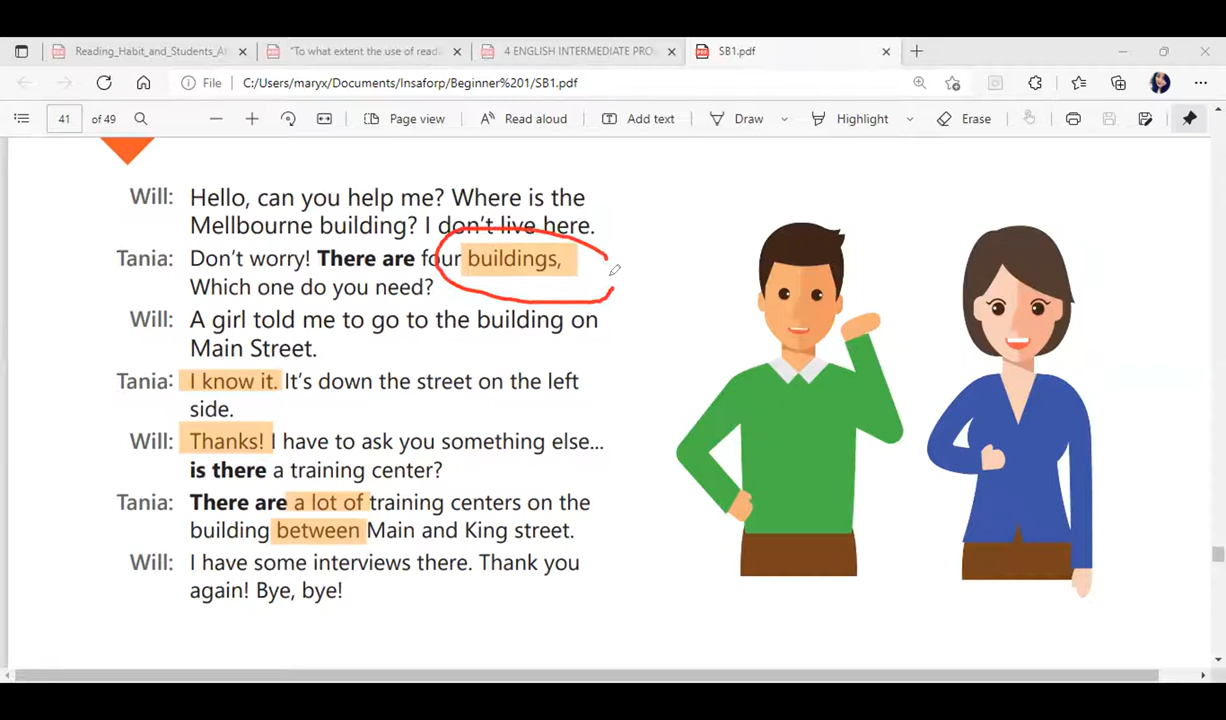 Reading_Habit_and_Students_At
"To what extent the use of readi
4 ENGLISH INTERMEDIATE PRO
SB1.pdf
File C:/Users/maryx/Documents/Insaforp/Beginner%201/SB1.pdf
41 of 49 Page view Read aloud Add text Draw Highlight Erase
Will: Hello, can you help me? Where is the
Mellbourne building? I don't live here.
Tania: Don't worry! There are four buildings,
Which one do you need?
Will: A girl told me to go to the building on
Main Street.
Tania: I know it. It's down the street on the left
side.
Will: Thanks! I have to ask you something else...
is there a training center?
Tania: There are a lot of training centers on the
building between Main and King street.
Will: I have some interviews there. Thank you
again! Bye, bye!